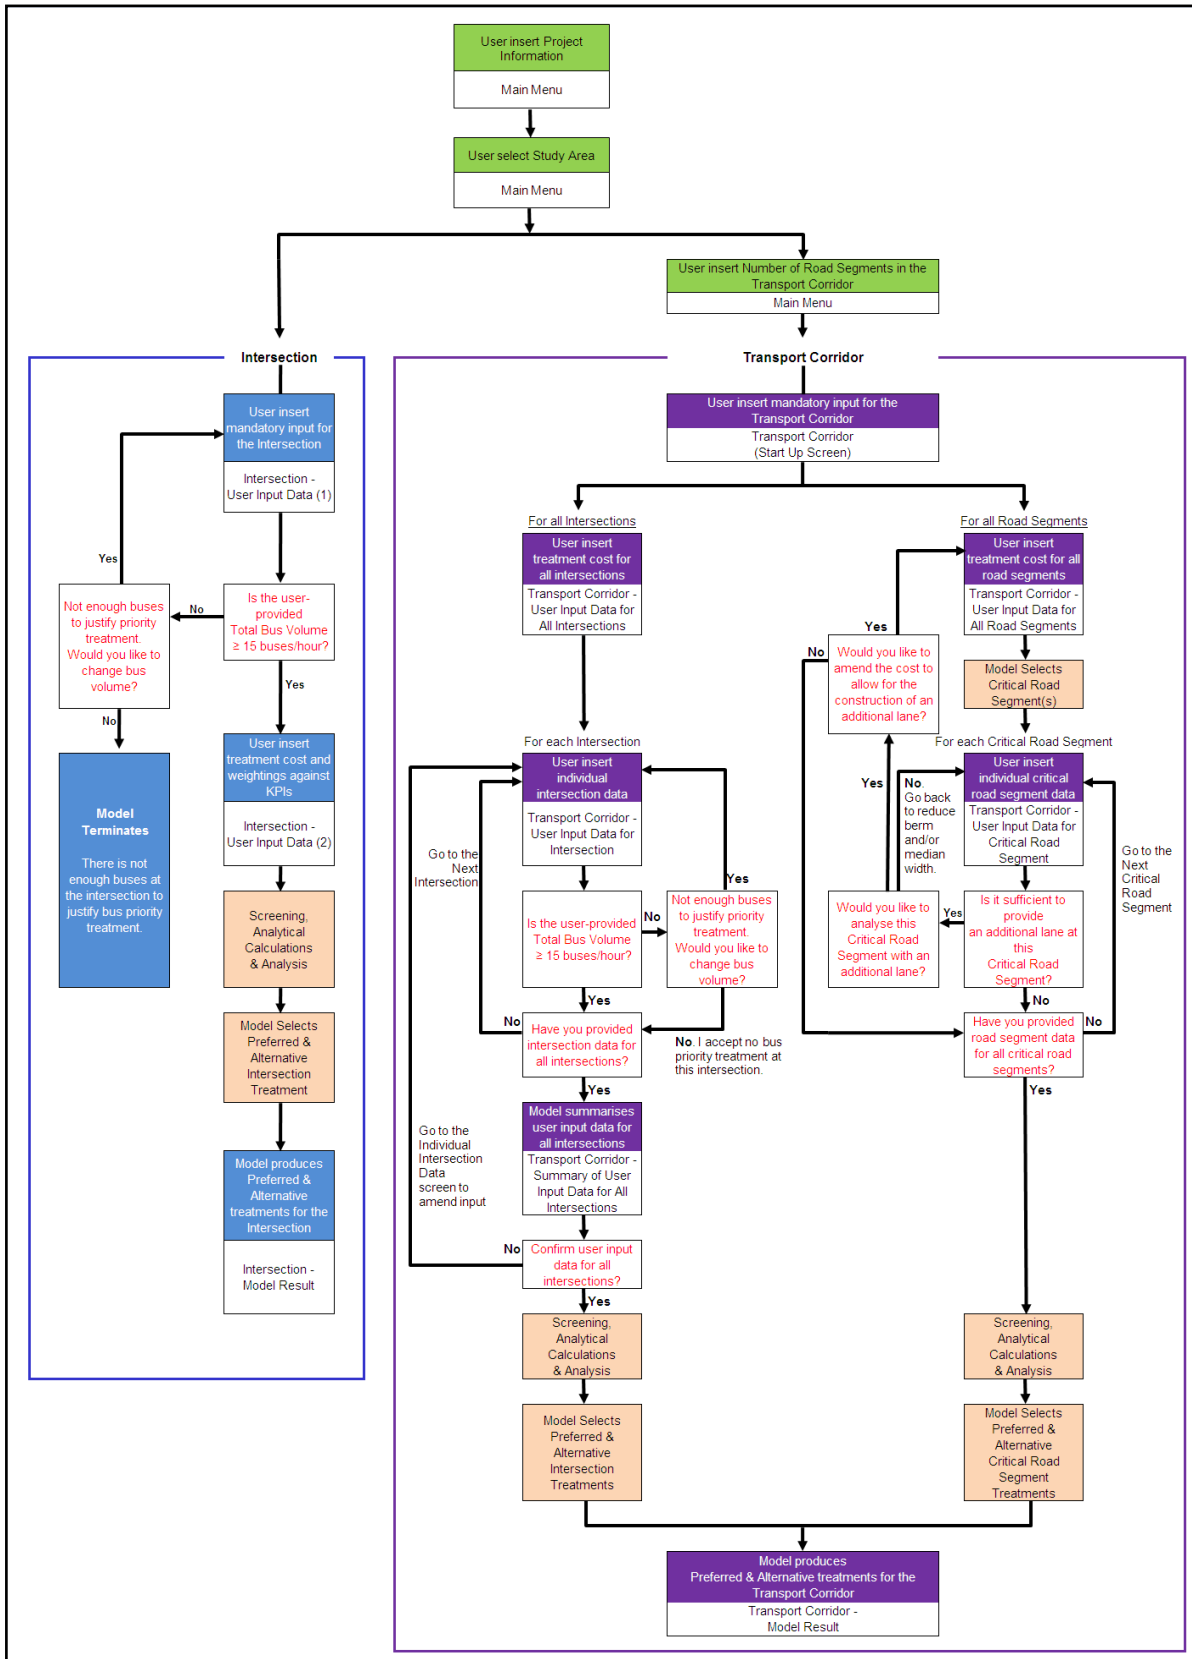 User insert Project
Information
Main Menu
User select Study Area
Main Menu
User insert Number of Road Segments in the
Transport Corridor
Main Menu
Intersection
User insert
mandatory input for
the Intersection
Intersection -
User Input Data (1)
Yes
Not enough buses
to justify priority
treatment.
Would you like to
change bus
volume?
No
Is the user-
provided
Total Bus Volume
≥ 15 buses/hour?
Yes
No
Model
Terminates
There is not
enough buses at
the intersection to
justify bus priority
treatment.
User insert
treatment cost and
weightings against
KPIs
Intersection -
User Input Data (2)
Screening,
Analytical
Calculations
& Analysis
Model Selects
Preferred &
Alternative
Intersection
Treatment
Model produces
Preferred &
Alternative
treatments for the
Intersection
Intersection -
Model Result
Transport Corridor
User insert mandatory input for the
Transport Corridor
Transport Corridor
(Start Up Screen)
For all Intersections
User insert
treatment cost for
all intersections
Transport Corridor -
User Input Data for
All Intersections
For each Intersection
User insert
individual
intersection data
Transport Corridor -
User Input Data for
Intersection
Go to the
Next
Intersection
Is the user-provided
Total Bus Volume
≥ 15 buses/hour?
No
Yes
Not enough buses
to justify priority
treatment.
Would you like to
change bus
volume?
Yes
No
Have you provided
intersection data for
all intersections?
No. I accept no bus
priority treatment at
this intersection.
Yes
Model summarises
user input data for
all intersections
Transport Corridor -
Summary of User
Input Data for All
Intersections
Go to the
Individual
Intersection
Data
screen to
amend input
No
Confirm user input
data for all
intersections?
Yes
Screening,
Analytical
Calculations
& Analysis
Model Selects
Preferred &
Alternative
Intersection
Treatments
For all Road Segments
User insert
treatment cost for all
road segments
Transport Corridor -
User Input Data for
All Road Segments
Yes
No
Would you like to
amend the cost to
allow for the
construction of an
additional lane?
Model Selects
Critical Road
Segment(s)
For each Critical Road Segment
User insert
individual critical
road segment data
Transport Corridor -
User Input Data for
Critical Road
Segment
Yes
No.
Go back
to reduce
berm
and/or
median
width.
Go to the
Next
Critical
Road
Segment
Would you like to
analyse this
Critical Road
Segment with an
additional lane?
Yes
Is it sufficient to
provide
an additional lane at
this
Critical Road
Segment?
No
Have you provided
road segment data
for all critical road
segments?
No
Yes
Screening,
Analytical
Calculations
& Analysis
Model Selects
Preferred &
Alternative
Critical Road
Segment
Treatments
Model produces
Preferred & Alternative treatments for the
Transport Corridor
Transport Corridor -
Model Result